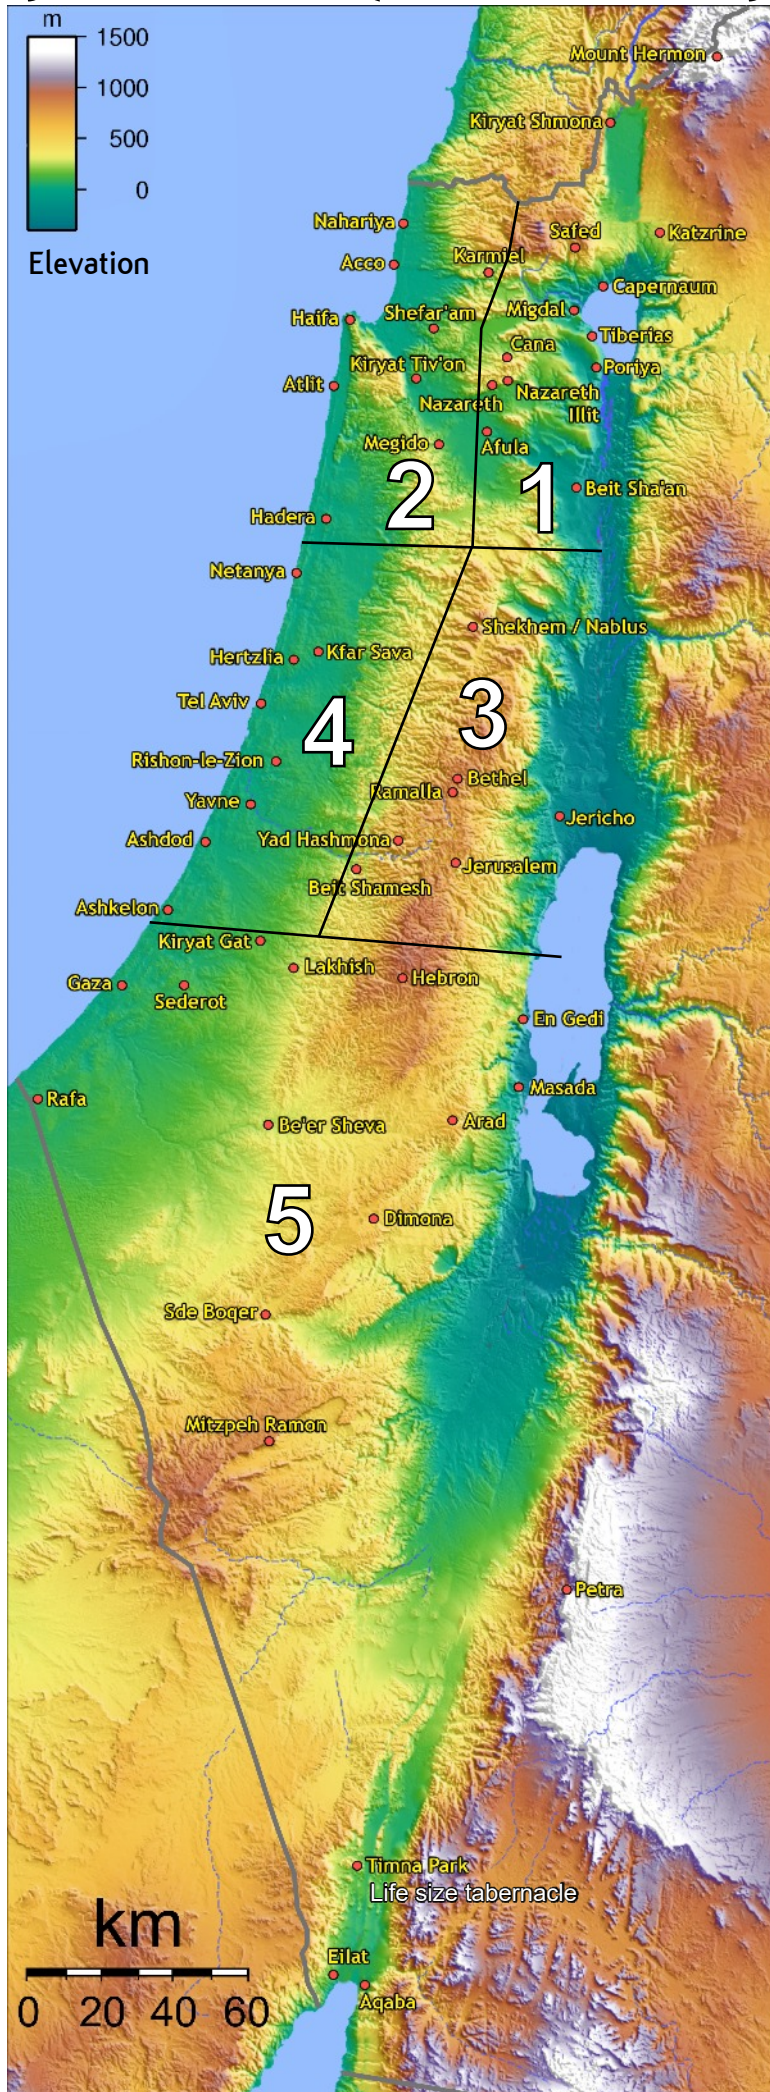 m
1500
1000
500
0
Elevation
Mount Hermon
Kiryat Shmona
Nahariya
Safed
Katzrine
Acco
Karmiel
Capernaum
Haifa
Shefar'am
Migdal
Tiberias
Cana
Kiryat Tiv'on
Poriya
Atlit
Nazareth
Nazareth
Illit
Megido
Afula
2
1
Beit Sha'an
Hadera
Netanya
Shekhem / Nablus
Hertzlia
Kfar Sava
Tel Aviv
4
3
Rishon-le-Zion
Bethel
Ramalla
Yavne
Jericho
Ashdod
Yad Hashmona
Jerusalem
Beit Shamesh
Ashkelon
Kiryat Gat
Lakhish
Hebron
Gaza
Sederot
En Gedi
Masada
Rafa
Be'er Sheva
Arad
5
Dimona
Sde Boqer
Mitzpeh Ramon
Petra
Timna Park
Life size tabernacle
km
0 20 40 60
Eilat
Aqaba